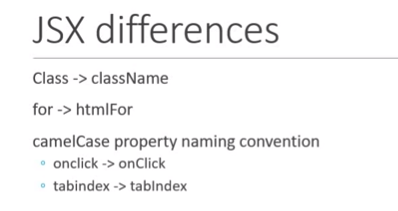 JSX differences
Class -> className
for -> htmlFor
camelCase property naming convention
onclick -> onClick
tabindex -> tabIndex